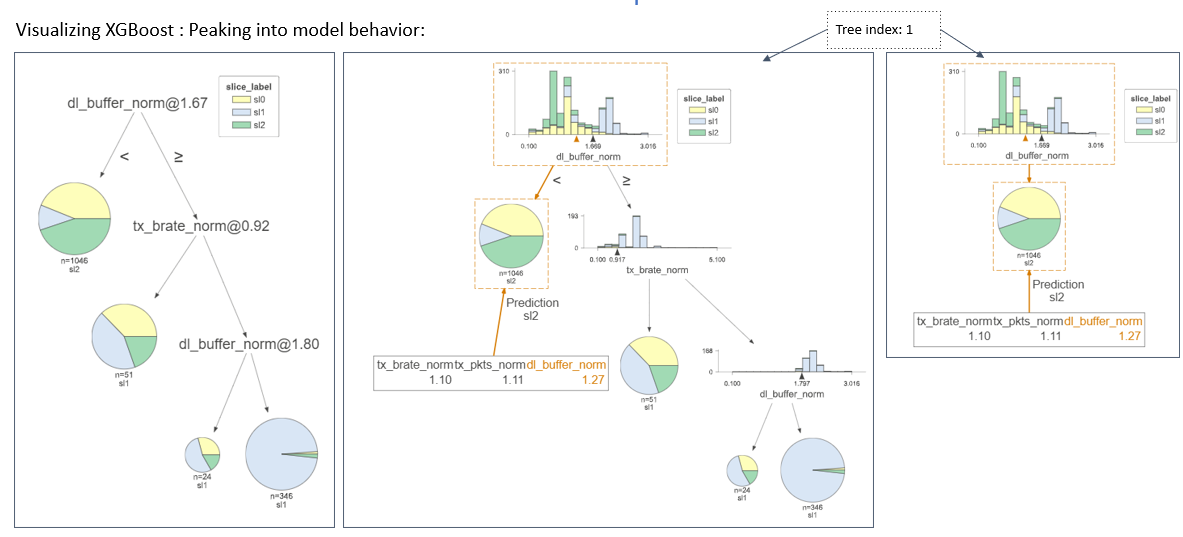 Visualizing XGBoost : Peaking into model behavior:
Tree index: 1
dl_buffer_norm@1.67
slice_label
sl0
sl1
sl2
<
≥
n=1046
sl2
tx_brate_norm@0.92
n=51
sl1
dl_buffer_norm@1.80
n=24
sl1
n=346
sl1
310
0
0.100 1.669 3.016
dl_buffer_norm
slice_label
sl0
sl1
sl2
<
≥
n=1046
sl2
193
0
0.100 0.917 5.100
tx_brate_norm
Prediction
sl2
tx_brate_norm tx_pkts_norm dl_buffer_norm
1.10 1.11 1.27
n=51
sl1
168
0
0.100 1.797 3.016
dl_buffer_norm
n=24
sl1
n=346
sl1
310
0
0.100 1.669 3.016
dl_buffer_norm
slice_label
sl0
sl1
sl2
n=1046
sl2
Prediction
sl2
tx_brate_norm tx_pkts_norm dl_buffer_norm
1.10 1.11 1.27